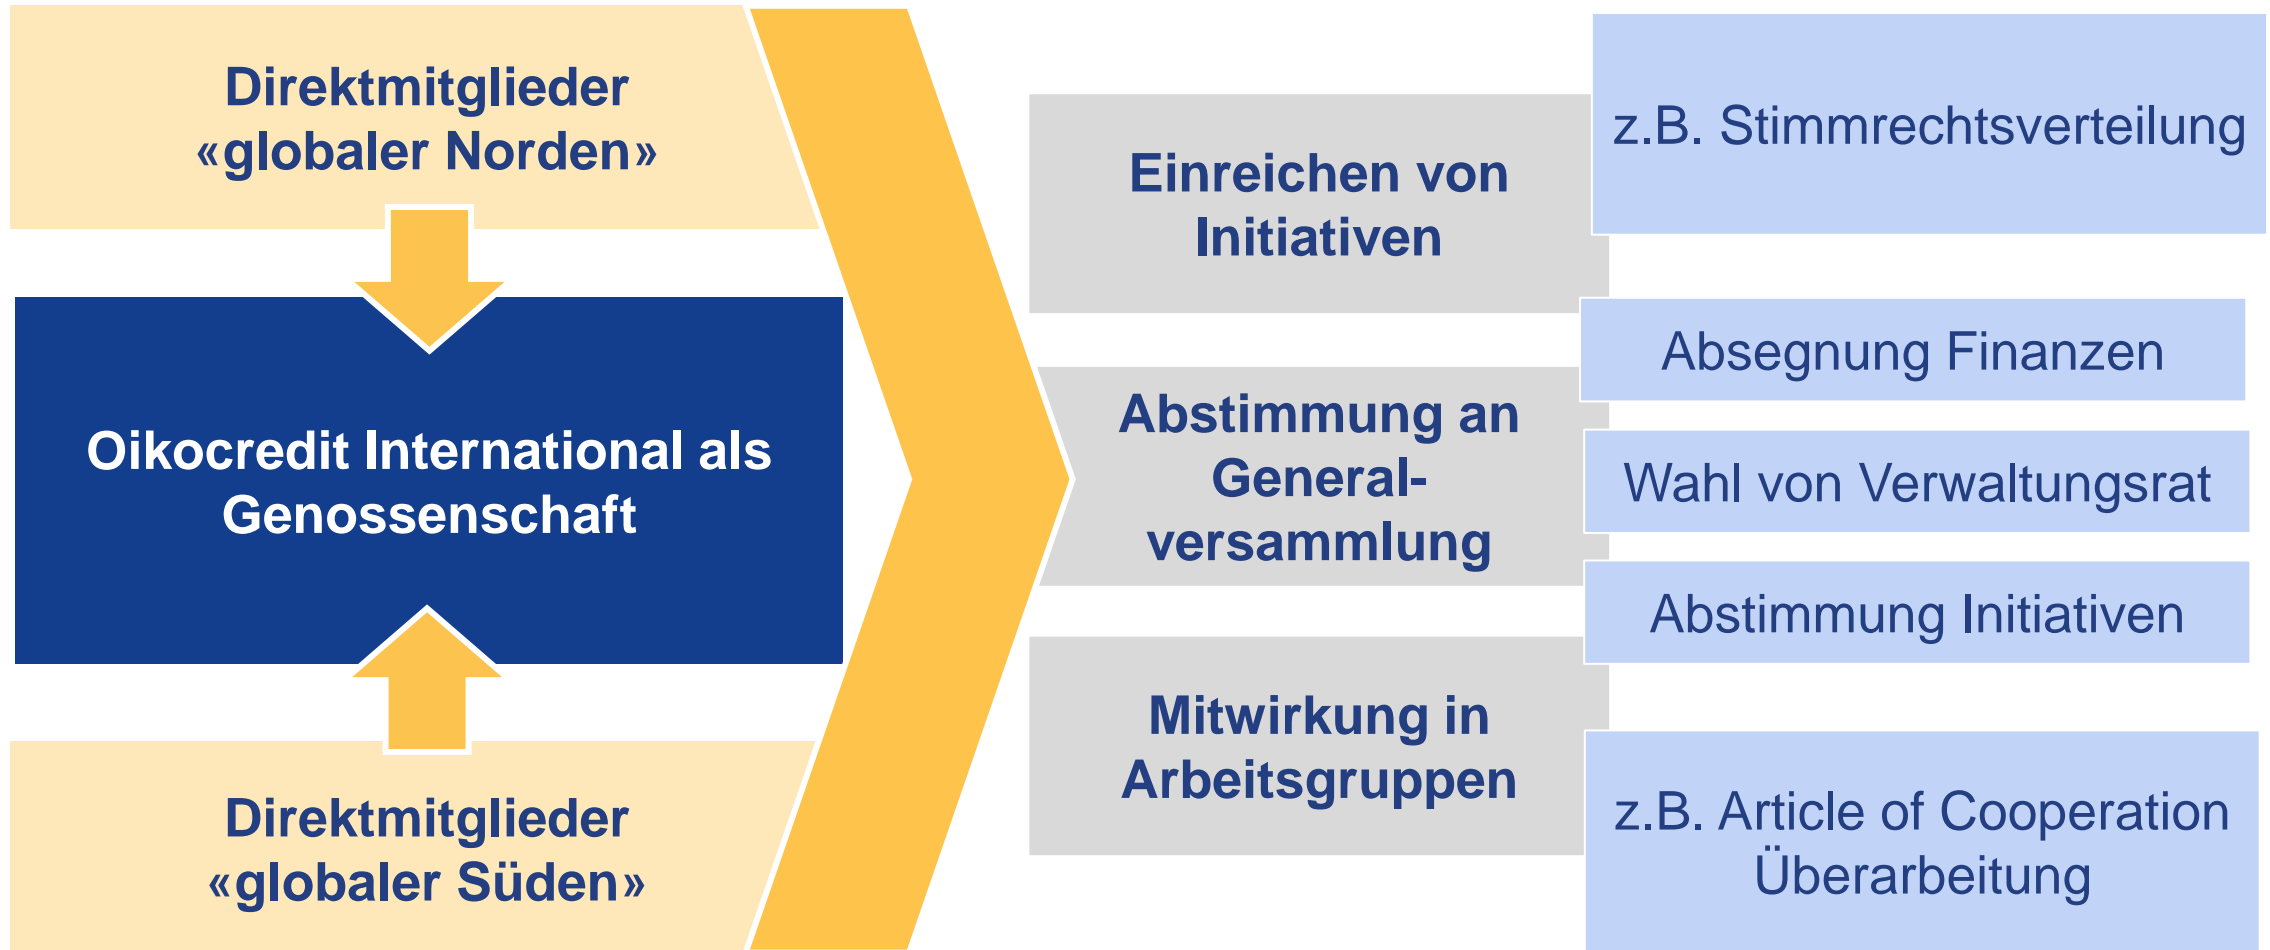 Direktmitglieder
«globaler Norden»
Oikocredit International als
Genossenschaft
Direktmitglieder
«globaler Süden»
Einreichen von
Initiativen
z.B. Stimmrechtsverteilung
Abstimmung an
General-
versammlung
Absegnung Finanzen
Wahl von Verwaltungsrat
Abstimmung Initiativen
Mitwirkung in
Arbeitsgruppen
z.B. Article of Cooperation
Überarbeitung